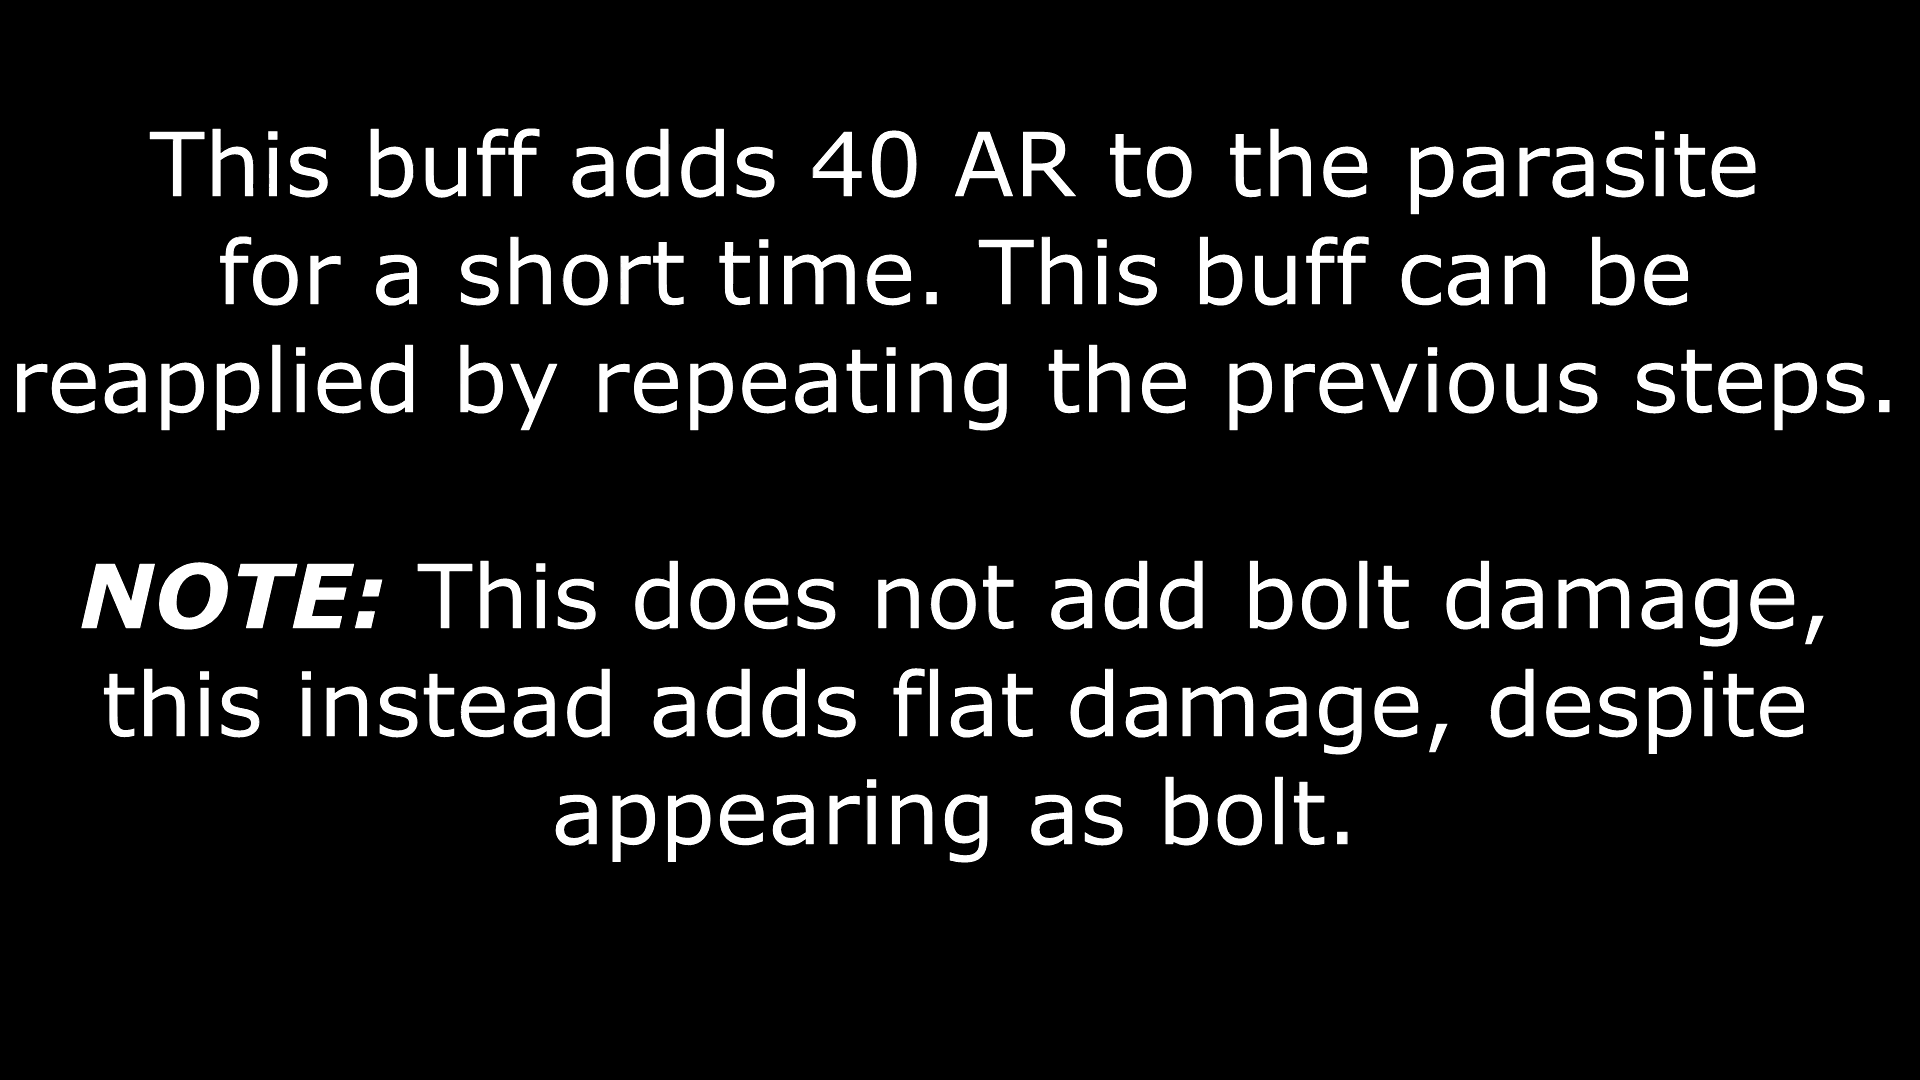 This buff adds 40 AR to the parasite
for a short time. This buff can be
reapplied by repeating the previous steps.
NOTE: This does not add bolt damage,
this instead adds flat damage, despite
appearing as bolt.